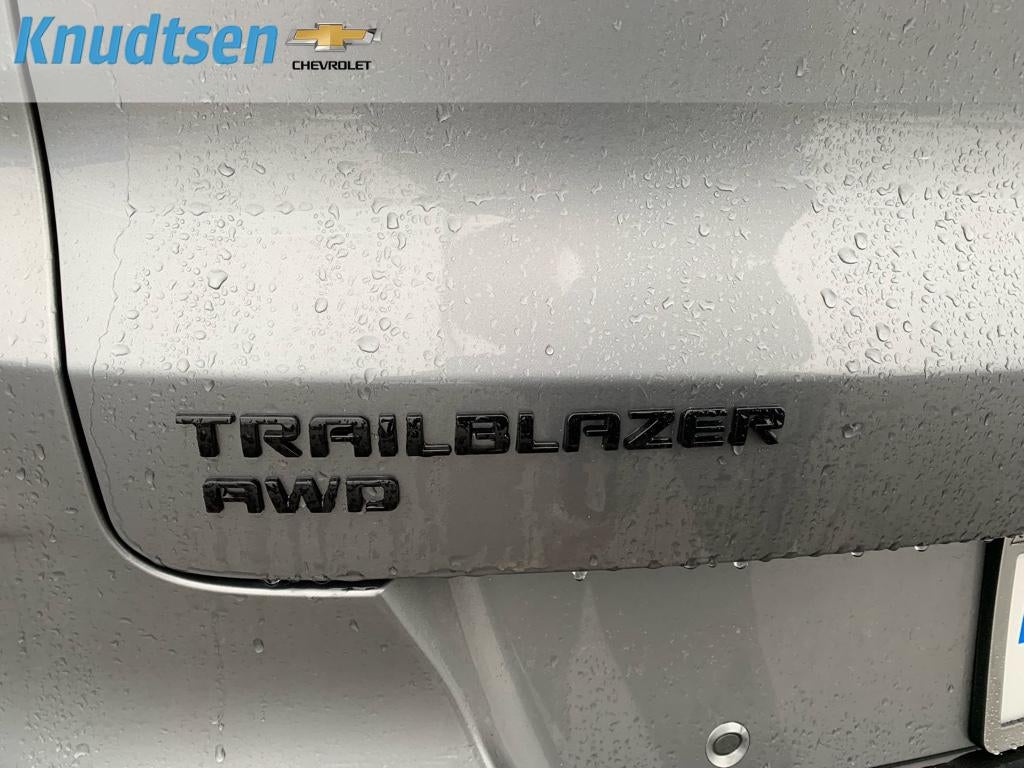 Knudtsen
CHEVROLET
TRAILBLAZER
AWD